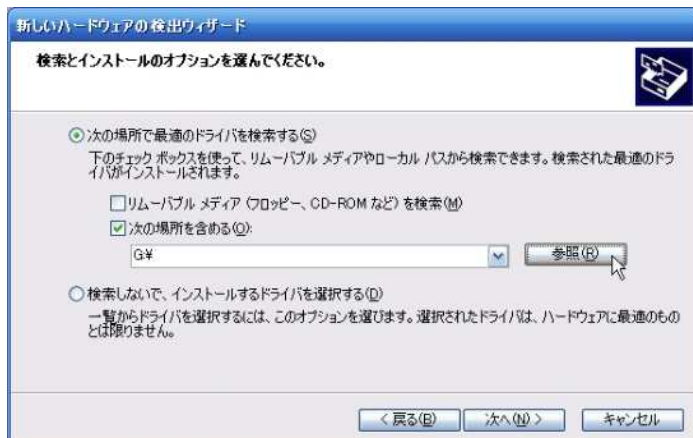 新しいハードウェアの検出ウィザード
検索とインストールのオプションを選んでください。
次の場所で最適のドライバを検索する(S)
下のチェック ボックスを使って、リムーバブル メディアやローカル パスから検索できます。検索された最適のドラ
イバがインストールされます。
リムーバブル メディア (フロッピー、CD-ROM など) を検索(M)
次の場所を含める(O):
G:¥
参照(R)
検索しないで、インストールするドライバを選択する(D)
一覧からドライバを選択するには、このオプションを選びます。選択されたドライバは、ハードウェアに最適のもの
とは限りません。
< 戻る(B) 次へ(N) > キャンセル